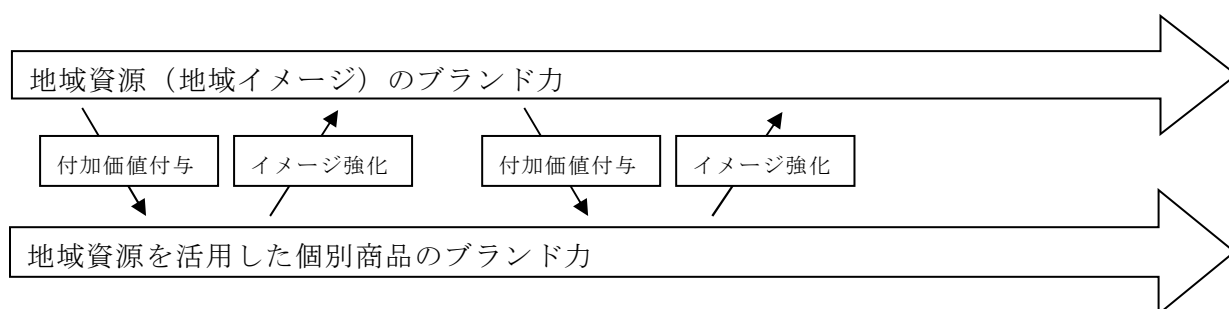 地域資源（地域イメージ）のブランド力
付加価値付与
イメージ強化
付加価値付与
イメージ強化
地域資源を活用した個別商品のブランド力